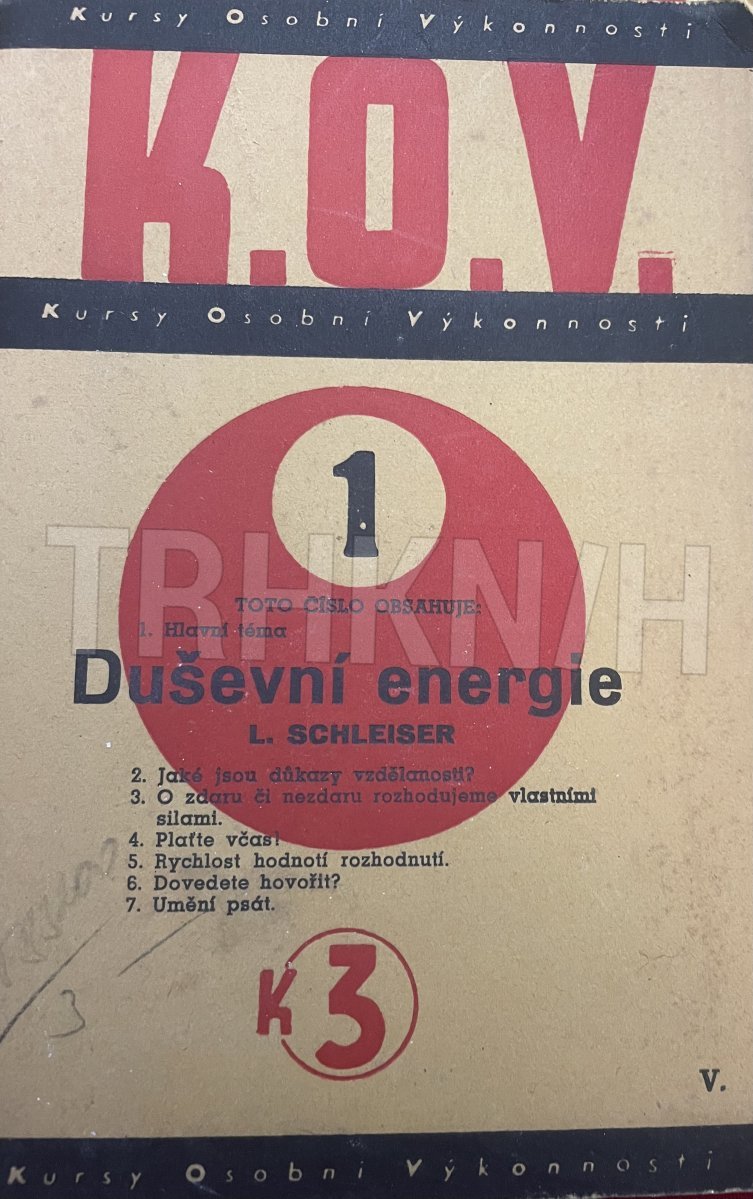 Kursy Osobní Výkonnosti
K.O.V.
Kursy Osobní Výkonnosti
1
TRHKN/H
TOTO ČÍSLO OBSAHUJE:
1. Hlavní téma
Duševní energie
L. SCHLEISER
2. Jaké jsou důkazy vzdělanosti?
3. O zdaru či nezdaru rozhodujeme vlastními
silami.
4. Plaťte včas!
5. Rychlost hodnotí rozhodnutí.
6. Dovedete hovořit?
7. Umění psát.
3
K 3
V.
Kursy Osobní Výkonnosti